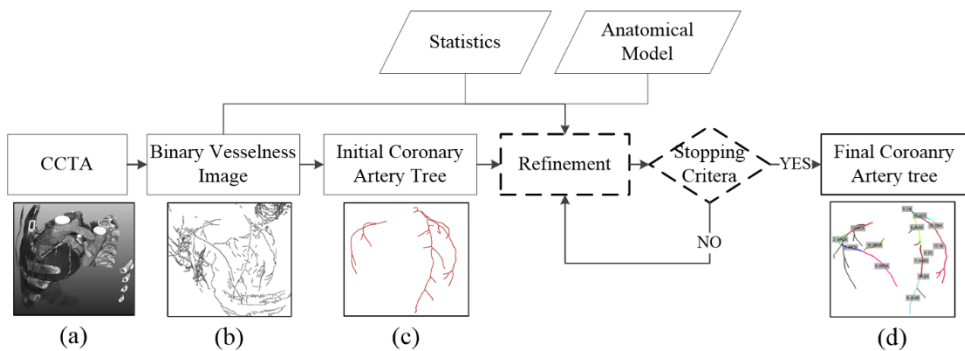 Statistics
Anatomical
Model
CCTA
Binary Vesselness
Image
Initial Coronary
Artery Tree
Refinement
Stopping
Critera
YES
Final Coroanry
Artery tree
NO
(a)
(b)
(c)
(d)